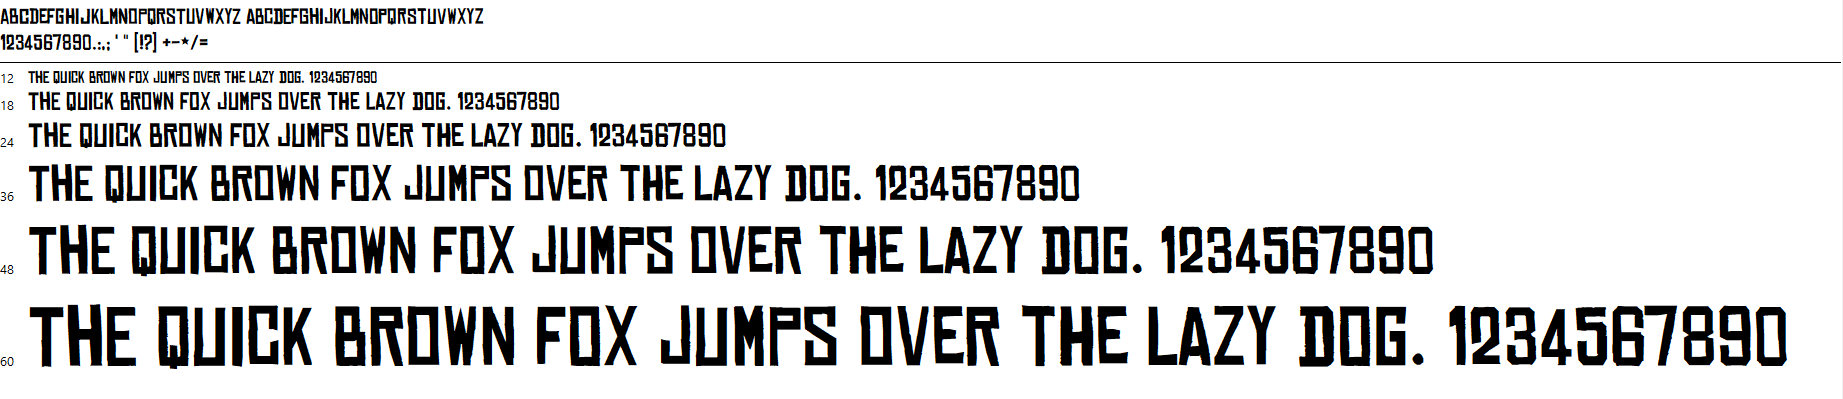 ABCDEFGHIJKLMNOPQRSTUVWXYZ ABCDEFGHIJKLMNOPQRSTUVWXYZ
1234567890.:,; ' " [!?] +-*/=
12 THE QUICK BROWN FOX JUMPS OVER THE LAZY DOG. 1234567890
18 THE QUICK BROWN FOX JUMPS OVER THE LAZY DOG. 1234567890
24 THE QUICK BROWN FOX JUMPS OVER THE LAZY DOG. 1234567890
36 THE QUICK BROWN FOX JUMPS OVER THE LAZY DOG. 1234567890
48 THE QUICK BROWN FOX JUMPS OVER THE LAZY DOG. 1234567890
60 THE QUICK BROWN FOX JUMPS OVER THE LAZY DOG. 1234567890